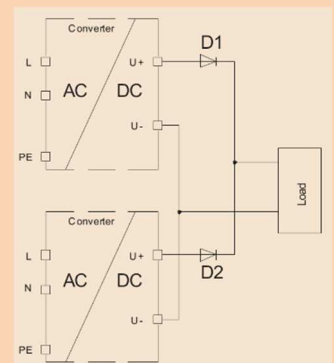 Converter
D1
L
U+
N
AC
DC
U-
PE
Load
Converter
L
U+
D2
N
AC
DC
U-
PE